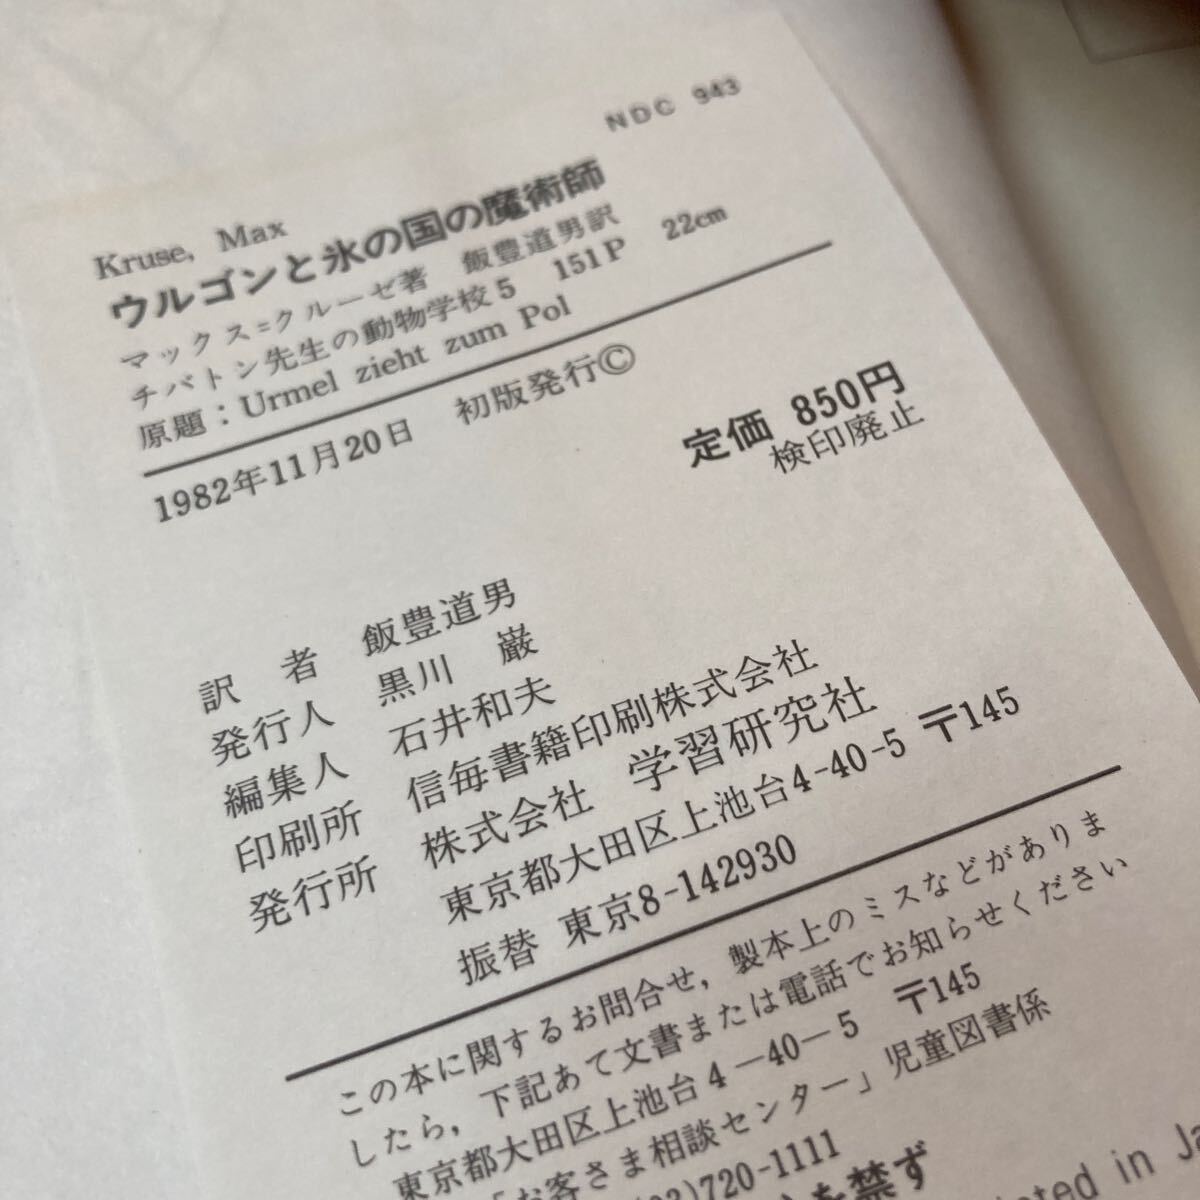 NDC 943
Kruse, Max
ウルゴンと氷の国の魔術師
マックス=クルーゼ著 飯豊道男訳
チバトン先生の動物学校5 151P 22cm
原題：Urmel zieht zum Pol
1982年11月20日 初版発行©
定価 850円
検印廃止
訳者 飯豊道男
発行人 黒川 巌
編集人 石井和夫
印刷所 信毎書籍印刷株式会社
発行所 株式会社 学習研究社
東京都大田区上池台4-40-5 〒145
振替 東京8-142930
この本に関するお問合せ，製本上のミスなどがありま
したら，下記あて文書または電話でお知らせください
東京都大田区上池台4—40—5 〒145
「お客さま相談センター」児童図書係
720-1111
を禁ず
in Ja